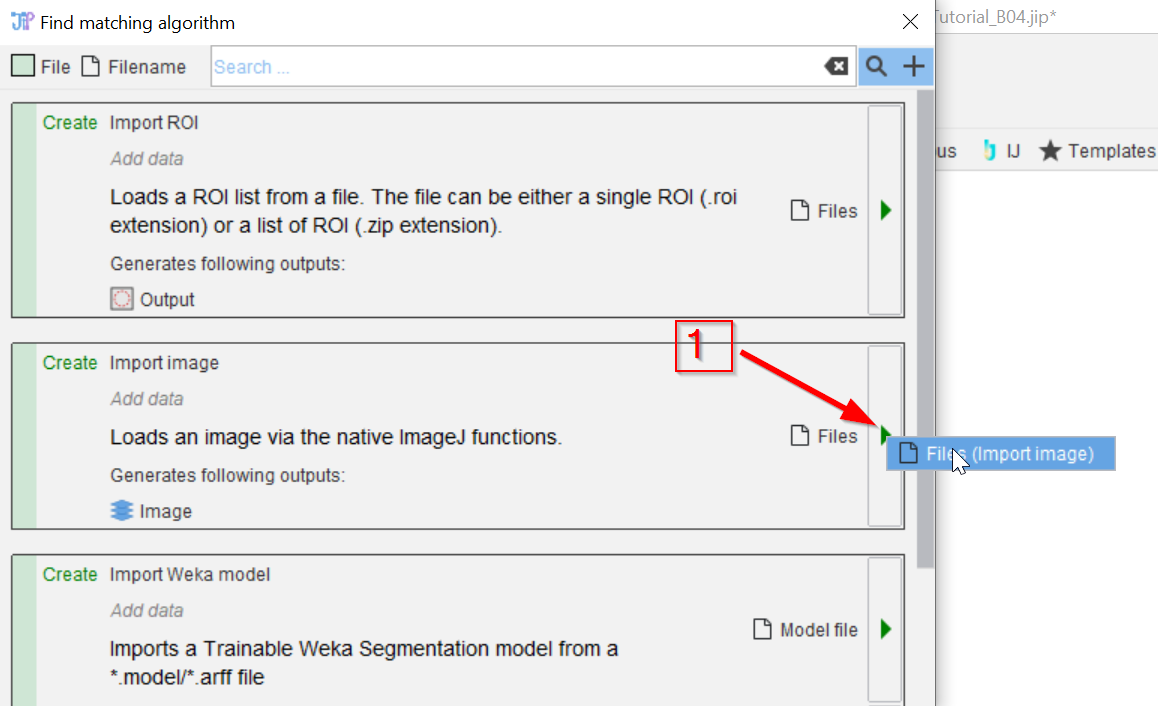 JIP Find matching algorithm
Tutorial_B04.jip*
File Filename Search ...
us IJ Templates
Create Import ROI
Add data
Loads a ROI list from a file. The file can be either a single ROI (.roi
extension) or a list of ROI (.zip extension).
Files
Generates following outputs:
Output
1
Create Import image
Add data
Loads an image via the native ImageJ functions.
Files
Files (Import image)
Generates following outputs:
Image
Create Import Weka model
Add data
Imports a Trainable Weka Segmentation model from a
*.model/*.arff file
Model file